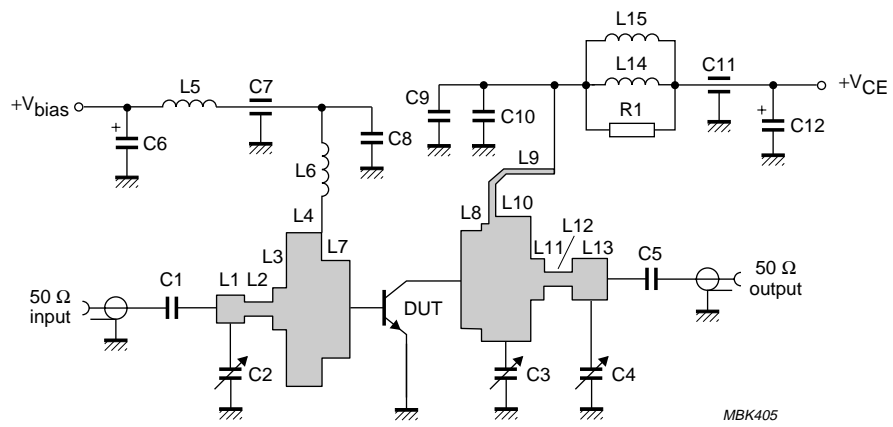 L15
L14
R1
C11
+VCE
C12
C9
C10
L5
C7
+Vbias
C6
C8
L6
L9
L4
L8
L10
L3
L7
L11
L12
L13
C5
C1
L1
L2
50 Ω
input
DUT
50 Ω
output
C2
C3
C4
MBK405